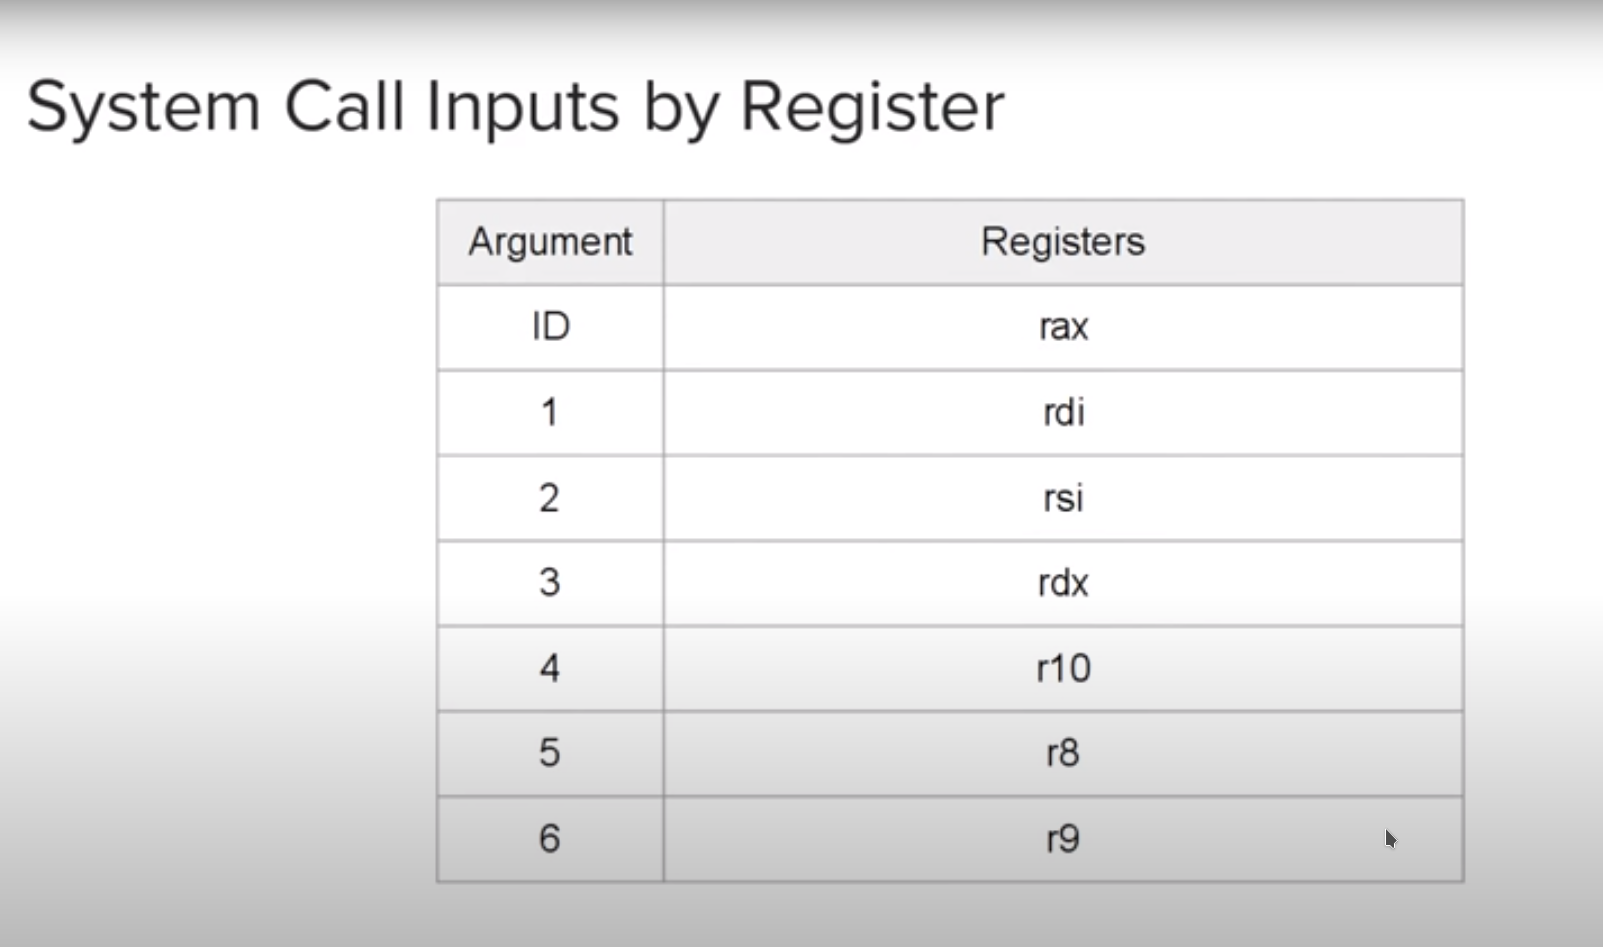 System Call Inputs by Register
Argument Registers
ID rax
1 rdi
2 rsi
3 rdx
4 r10
5 r8
6 r9